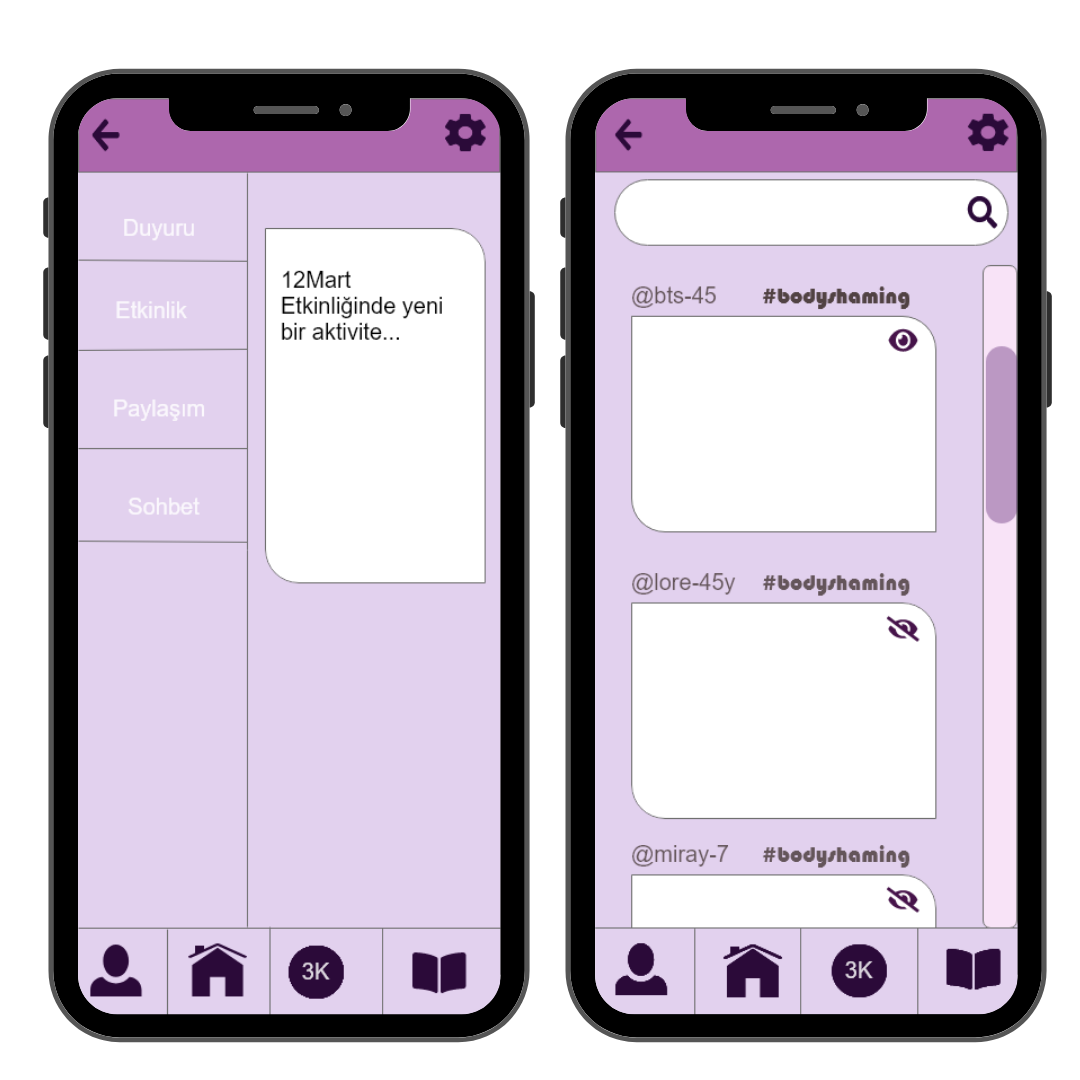 Duyuru
Etkinlik
Paylaşım
Sohbet
12Mart
Etkinliğinde yeni
bir aktivite...
3K
@bts-45 #bodyshaming
@lore-45y #bodyshaming
@miray-7 #bodyshaming
3K